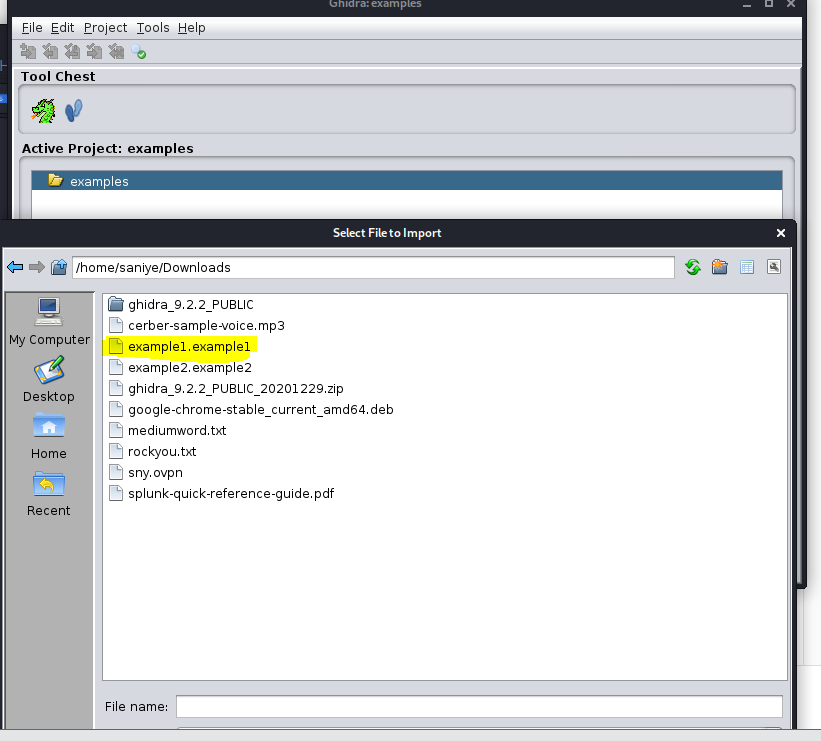 Ghidra: examples
File Edit Project Tools Help
Tool Chest
Active Project: examples
examples
Select File to Import
/home/saniye/Downloads
My Computer
Desktop
Home
Recent
ghidra_9.2.2_PUBLIC
cerber-sample-voice.mp3
example1.example1
example2.example2
ghidra_9.2.2_PUBLIC_20201229.zip
google-chrome-stable_current_amd64.deb
mediumword.txt
rockyou.txt
sny.ovpn
splunk-quick-reference-guide.pdf
File name: